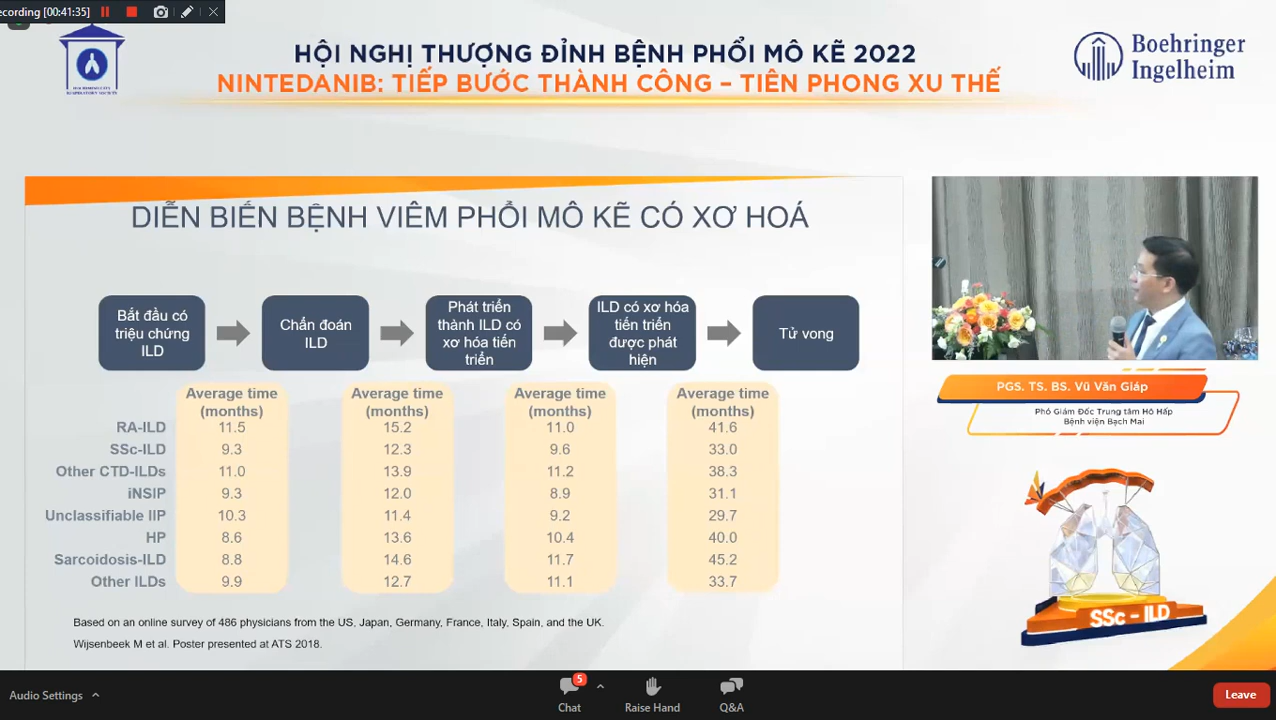 ecording [00:41:35]
HỘI NGHỊ THƯỢNG ĐỈNH BỆNH PHỔI MÔ KẼ 2022
NINTEDANIB: TIẾP BƯỚC THÀNH CÔNG – TIÊN PHONG XU THẾ
Boehringer
Ingelheim
DIỄN BIẾN BỆNH VIÊM PHỔI MÔ KẼ CÓ XƠ HOÁ
Bắt đầu có
triệu chứng
ILD
Chẩn đoán
ILD
Phát triển
thành ILD có
xơ hóa tiến
triển
ILD có xơ hóa
tiến triển
được phát
hiện
Tử vong
Average time (months) Average time (months) Average time (months) Average time (months)
RA-ILD 11.5 15.2 11.0 41.6
SSc-ILD 9.3 12.3 9.6 33.0
Other CTD-ILDs 11.0 13.9 11.2 38.3
iNSIP 9.3 12.0 8.9 31.1
Unclassifiable IIP 10.3 11.4 9.2 29.7
HP 8.6 13.6 10.4 40.0
Sarcoidosis-ILD 8.8 14.6 11.7 45.2
Other ILDs 9.9 12.7 11.1 33.7
Based on an online survey of 486 physicians from the US, Japan, Germany, France, Italy, Spain, and the UK.
Wijsenbeek M et al. Poster presented at ATS 2018.
PGS. TS. BS. Vũ Văn Giáp
Phó Giám Đốc Trung tâm Hô Hấp
Bệnh viện Bạch Mai
SSc - ILD
Audio Settings
5
Chat
Raise Hand
Q&A
Leave